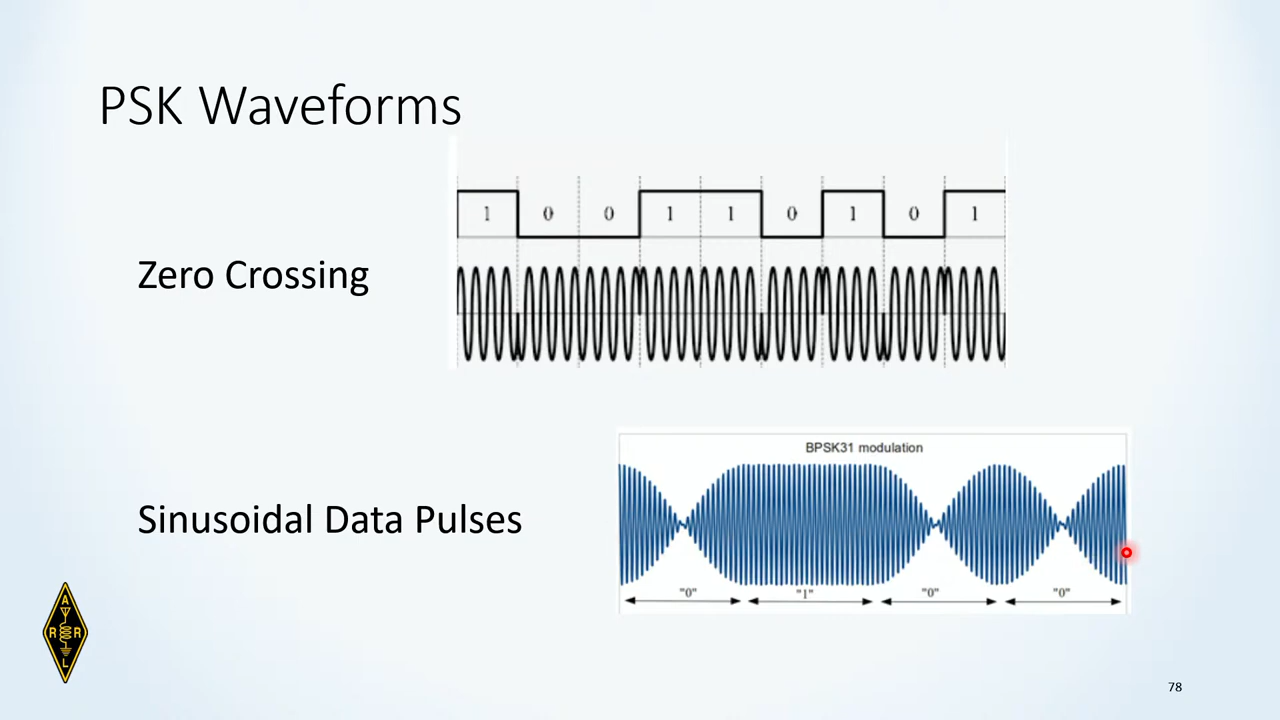 PSK Waveforms
1 0 0 1 1 0 1 0 1
Zero Crossing
BPSK31 modulation
Sinusoidal Data Pulses
"0" "1" "0" "0"
A
R R
L
78